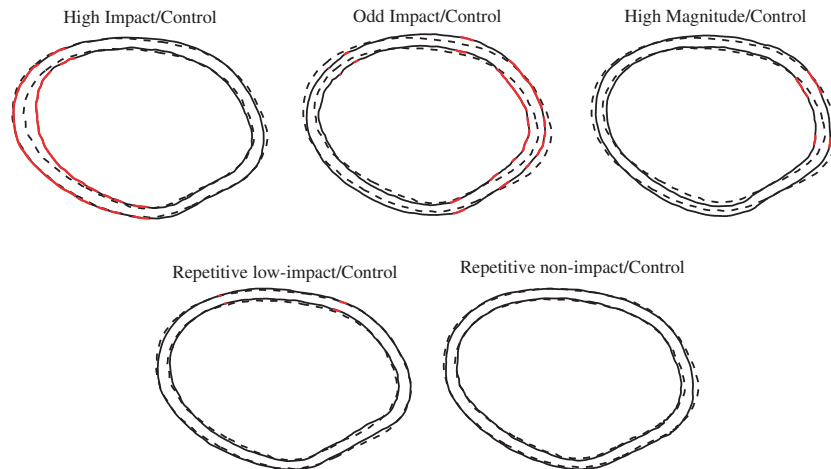 High Impact/Control
Odd Impact/Control
High Magnitude/Control
Repetitive low-impact/Control
Repetitive non-impact/Control